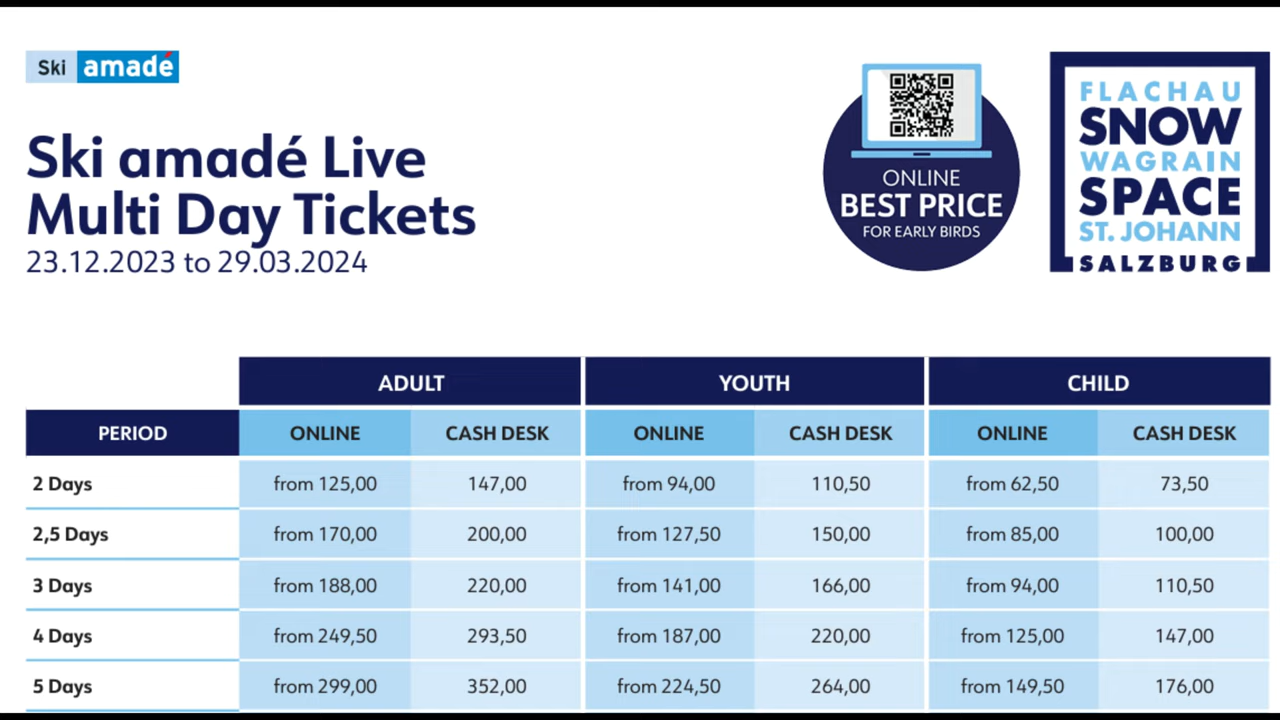 Ski amadé
Ski amadé Live
Multi Day Tickets
23.12.2023 to 29.03.2024
ONLINE
BEST PRICE
FOR EARLY BIRDS
FLACHAU
SNOW
WAGRAIN
SPACE
ST. JOHANN
SALZBURG
ADULT YOUTH CHILD
PERIOD ONLINE CASH DESK ONLINE CASH DESK ONLINE CASH DESK
2 Days from 125,00 147,00 from 94,00 110,50 from 62,50 73,50
2,5 Days from 170,00 200,00 from 127,50 150,00 from 85,00 100,00
3 Days from 188,00 220,00 from 141,00 166,00 from 94,00 110,50
4 Days from 249,50 293,50 from 187,00 220,00 from 125,00 147,00
5 Days from 299,00 352,00 from 224,50 264,00 from 149,50 176,00